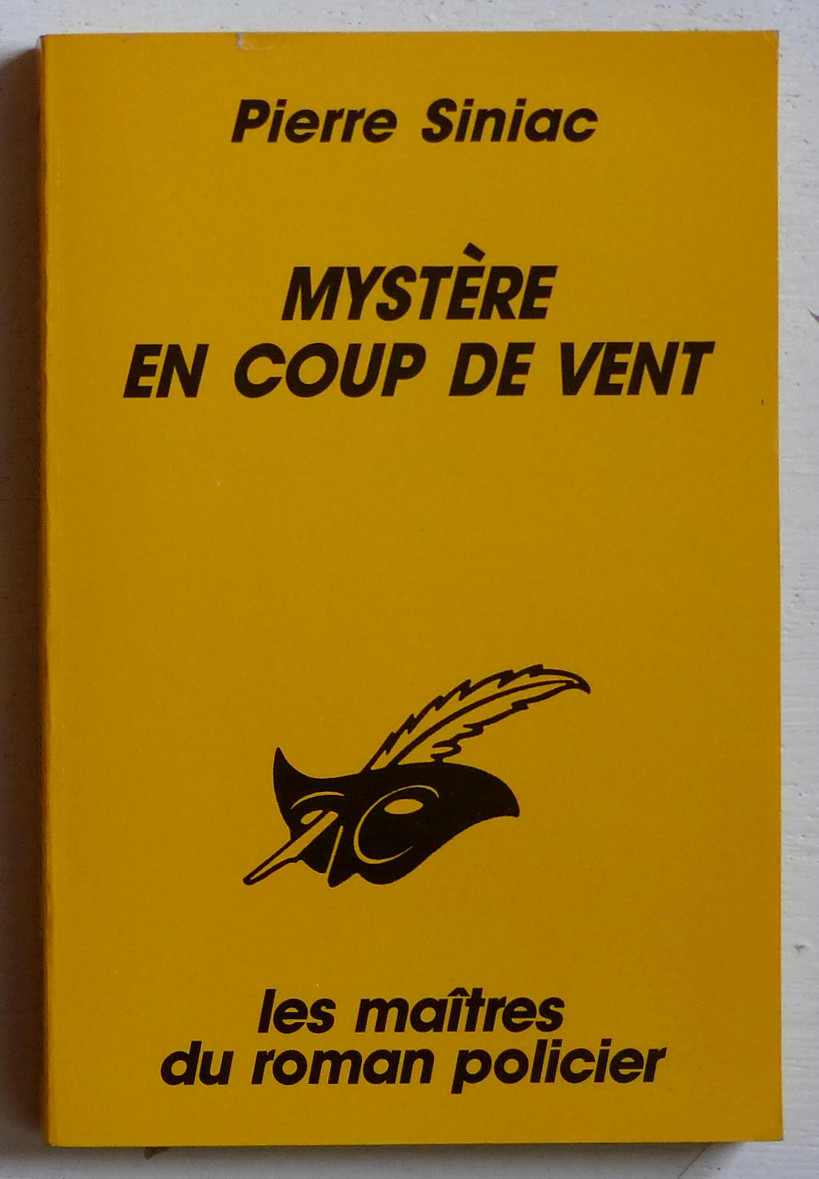 Pierre Siniac
MYSTÈRE
EN COUP DE VENT
les maîtres
du roman policier